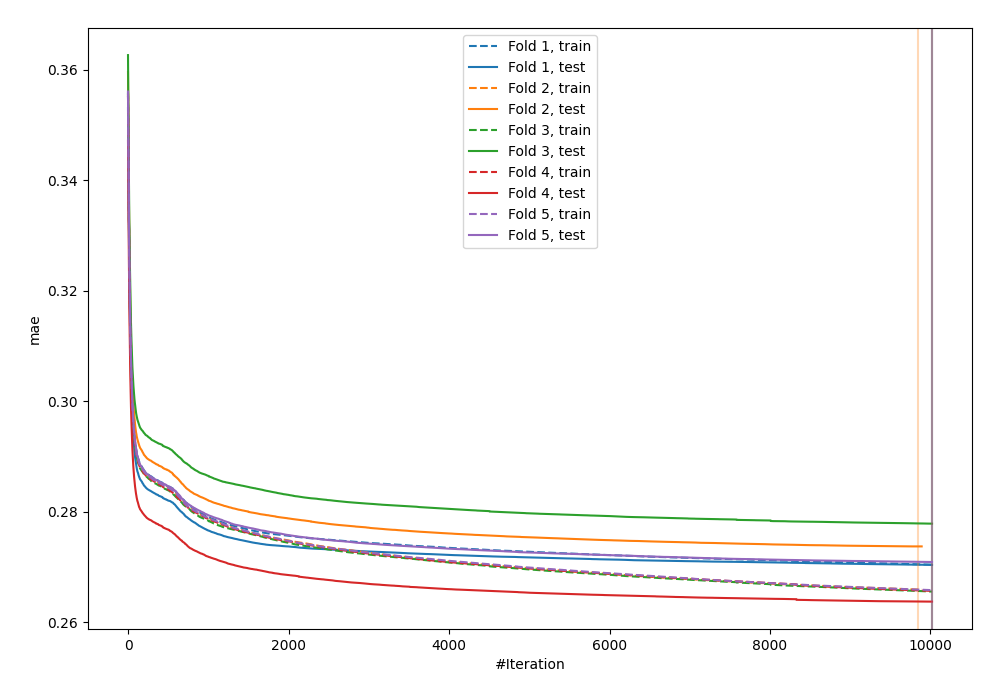 0.36
0.34
0.32
0.30
0.28
0.26
mae
Fold 1, train
Fold 1, test
Fold 2, train
Fold 2, test
Fold 3, train
Fold 3, test
Fold 4, train
Fold 4, test
Fold 5, train
Fold 5, test
0 2000 4000 6000 8000 10000
#Iteration